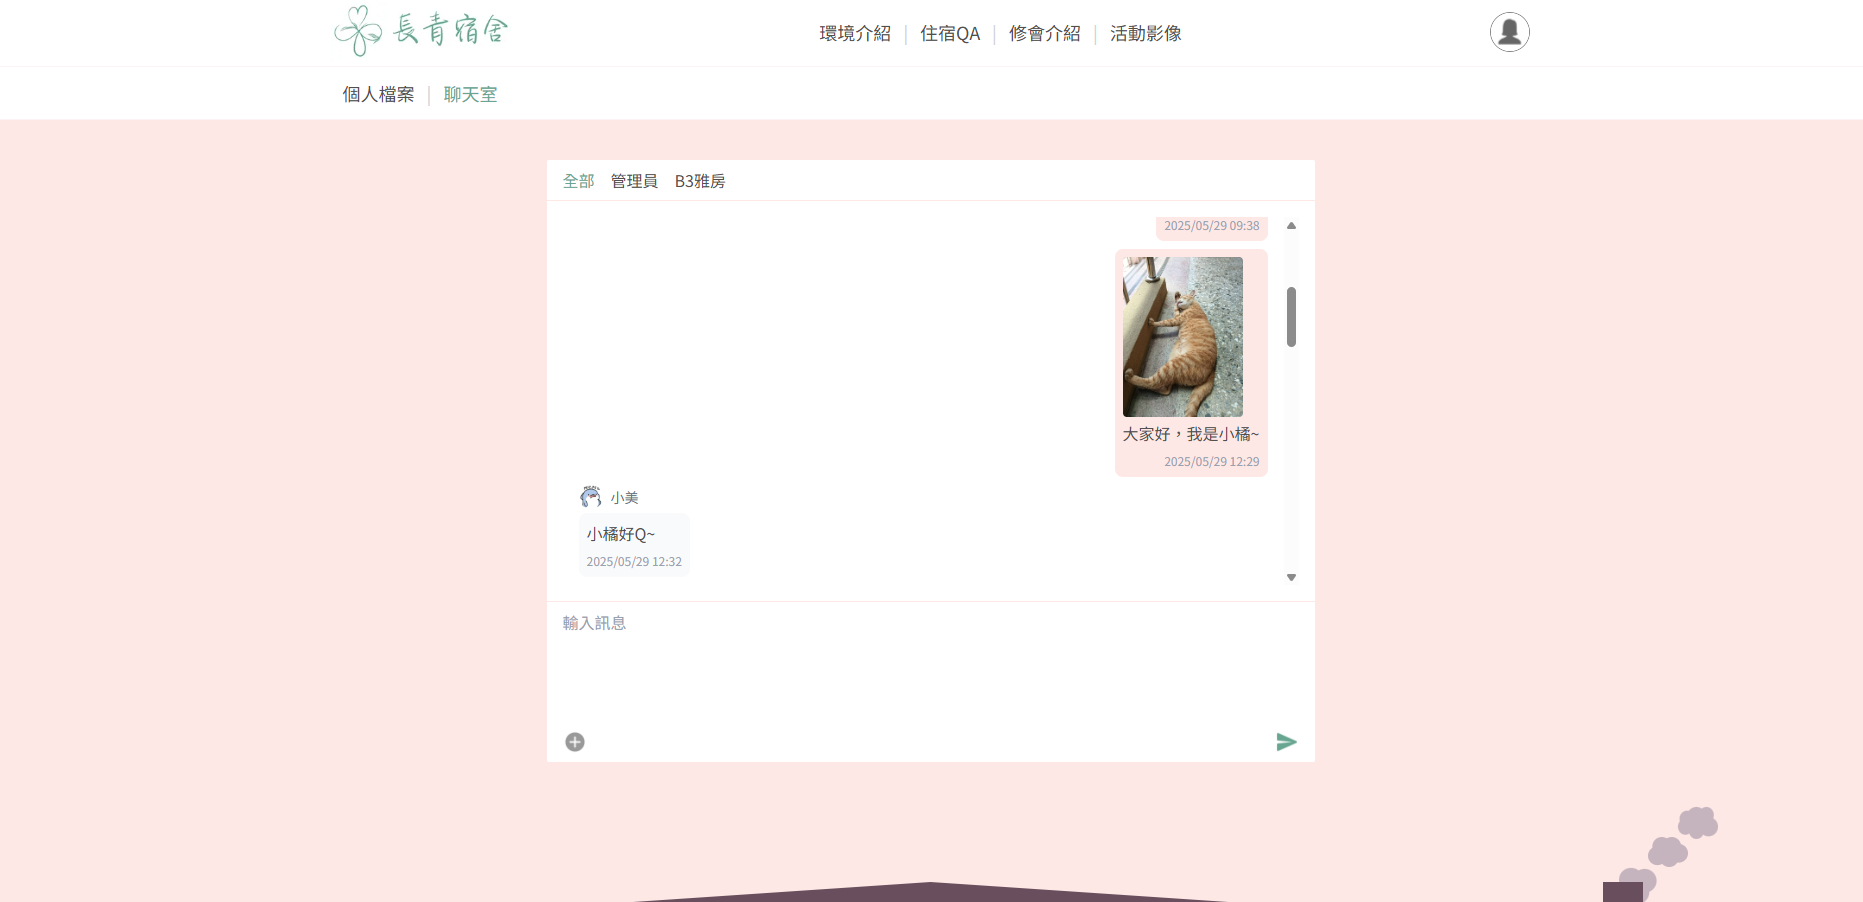 長青宿舍
環境介紹 | 住宿QA | 修會介紹 | 活動影像
個人檔案 | 聊天室
全部 管理員 B3雅房
2025/05/29 09:38
大家好，我是小橘~
2025/05/29 12:29
小美
小橘好Q~
2025/05/29 12:32
輸入訊息